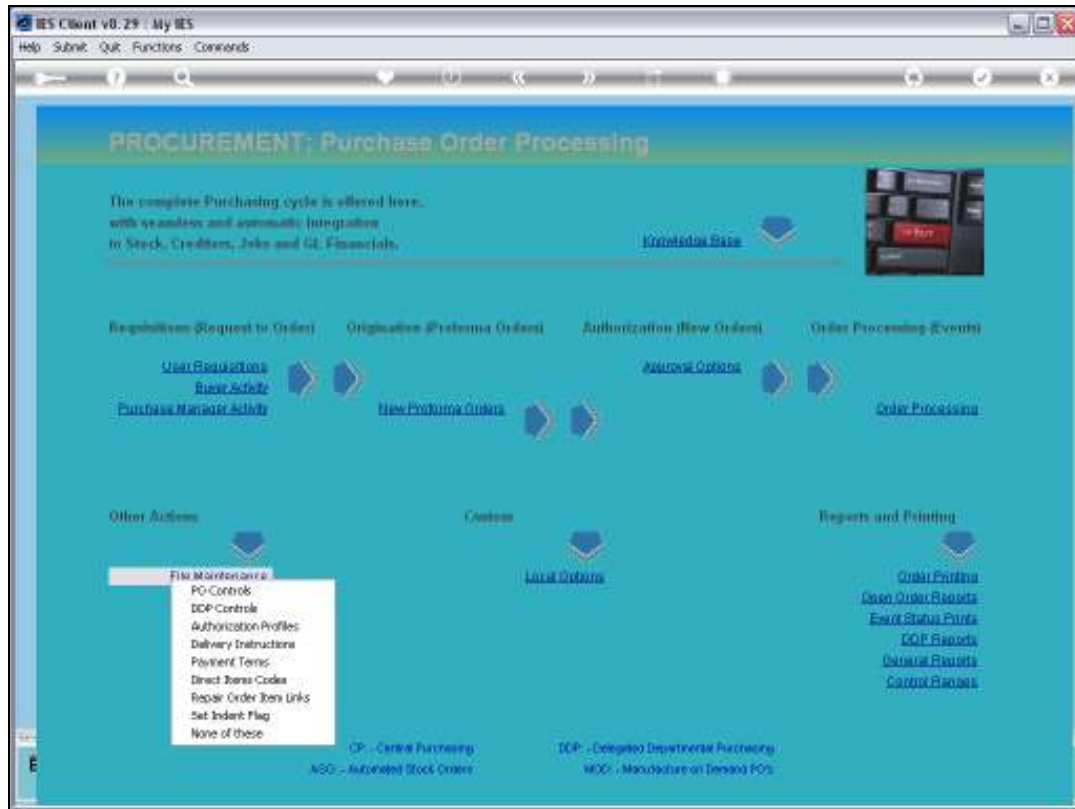 IES Client v8.29 : My IES
Help Submit Quit Functions Commands
PROCUREMENT: Purchase Order Processing
The complete Purchasing cycle is offered here,
with seamless and automatic Integration
to Stock, Creditors, Jobs and GL Financials.
Knowledge Base
Requisitions (Request to Order) Origination (Proforma Orders) Authorization (New Orders) Order Processing (Events)
User Requisitions Approval Options
Buyer Activity
Purchase Manager Activity New Proforma Orders Order Processing
Other Actions Custom Reports and Printing
File Maintenance Local Options Order Printing
PO Controls
Open Order Reports
DDP Controls
Event Status Prints
Authorization Profiles
DDP Reports
Delivery Instructions
General Reports
Payment Terms
Control Ranges
Direct Items Codes
Repair Order Item Links
Set Indent Flag
None of these
CP: - Central Purchasing DDP: - Delegated Departmental Purchasing
ASO: - Automated Stock Orders MOD: - Manufacture on Demand PO's